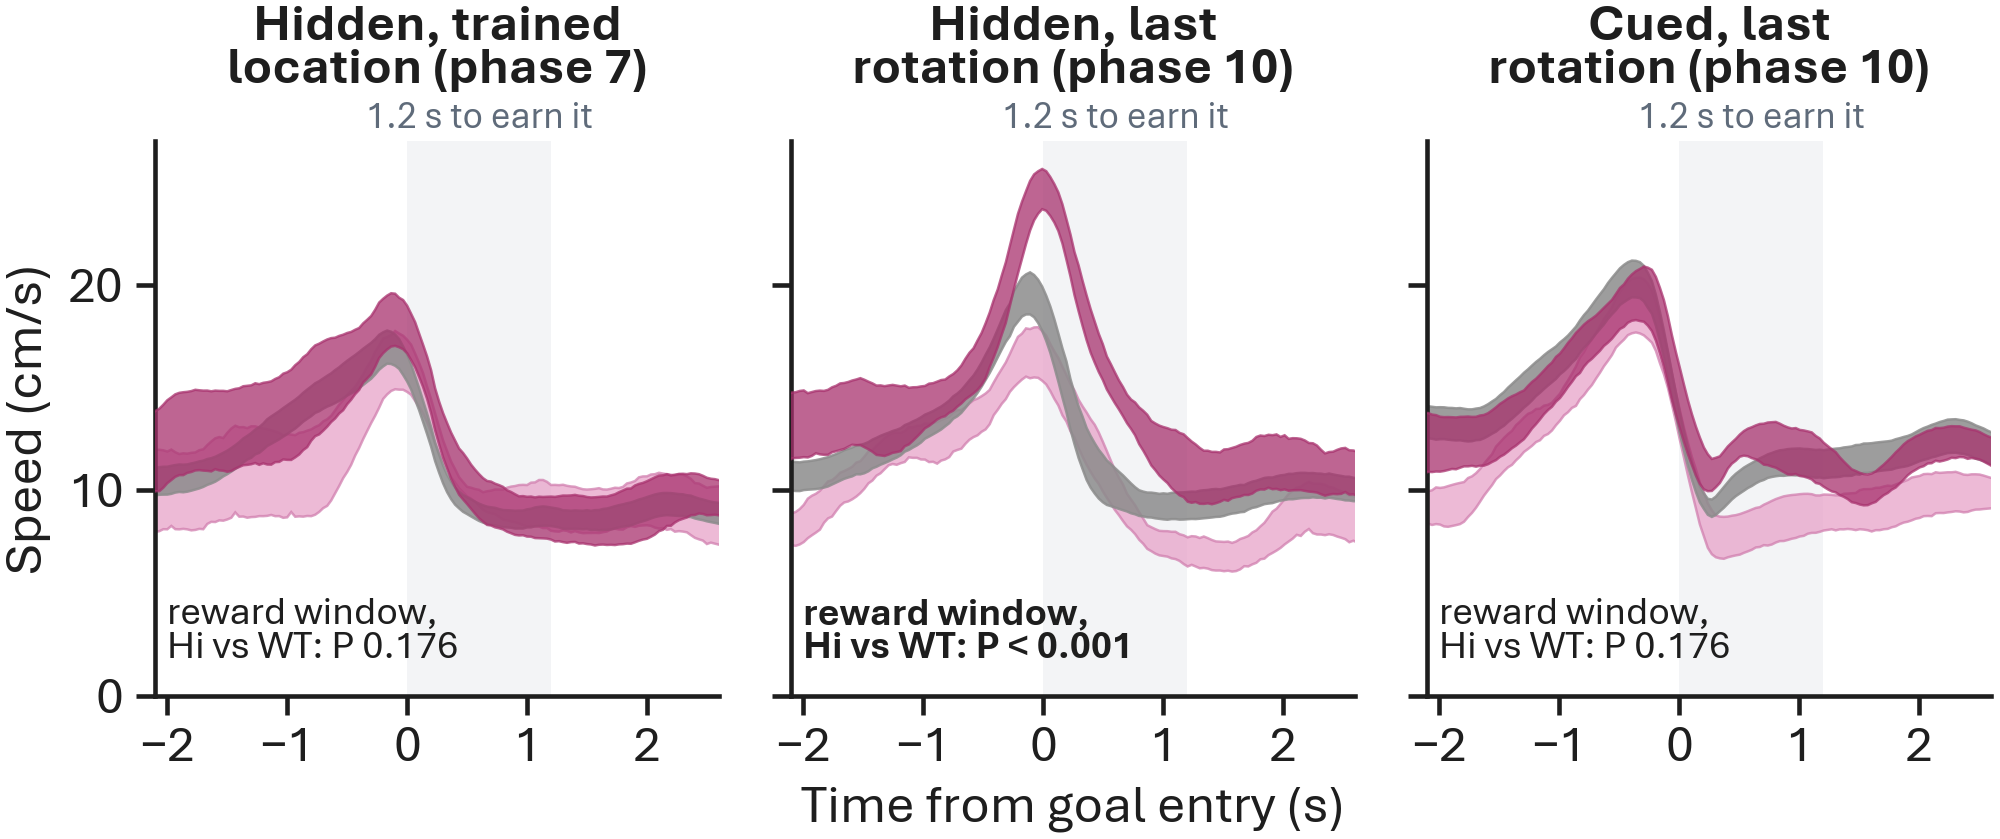 Hidden, trained
location (phase 7)
1.2 s to earn it
Hidden, last
rotation (phase 10)
1.2 s to earn it
Cued, last
rotation (phase 10)
1.2 s to earn it
Speed (cm/s)
20
10
0
reward window,
Hi vs WT: P 0.176
reward window,
Hi vs WT: P < 0.001
reward window,
Hi vs WT: P 0.176
−2 −1 0 1 2
−2 −1 0 1 2
−2 −1 0 1 2
Time from goal entry (s)